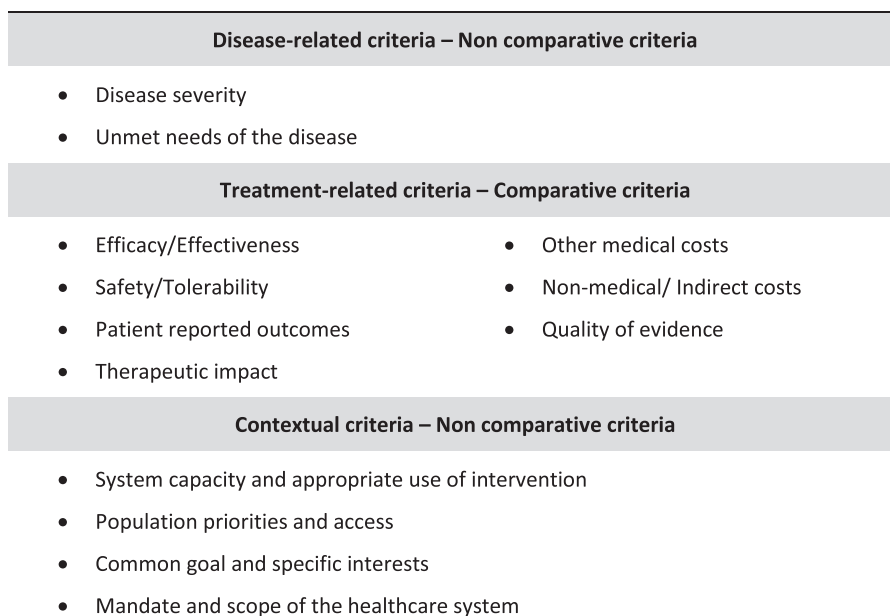 Disease-related criteria – Non comparative criteria
• Disease severity
• Unmet needs of the disease
Treatment-related criteria – Comparative criteria
• Efficacy/Effectiveness
• Safety/Tolerability
• Patient reported outcomes
• Therapeutic impact
• Other medical costs
• Non-medical/ Indirect costs
• Quality of evidence
Contextual criteria – Non comparative criteria
• System capacity and appropriate use of intervention
• Population priorities and access
• Common goal and specific interests
• Mandate and scope of the healthcare system